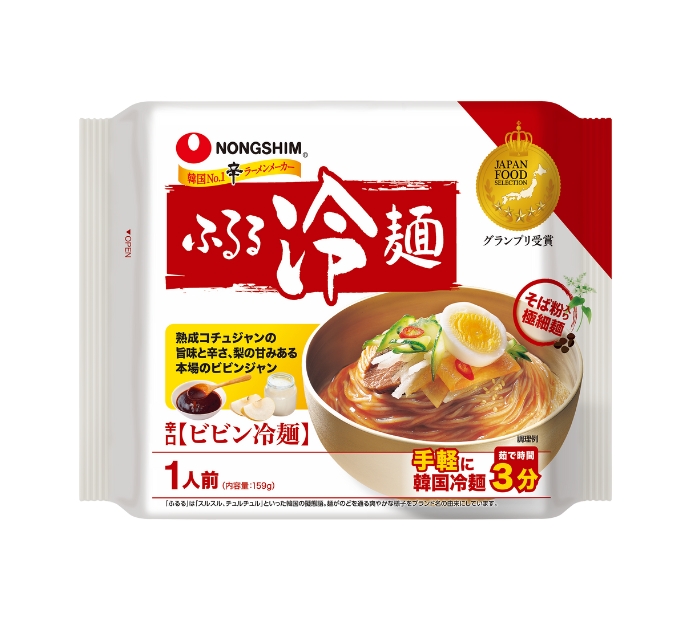 NONGSHIM®
韓国No.1 辛ラーメンメーカー
ふるる 冷麺
JAPAN
FOOD
SELECTION
グランプリ受賞
▼OPEN
そば粉入り
極細麺
熟成コチュジャンの
旨味と辛さ、梨の甘みある
本場のビビンジャン
辛口【ビビン冷麺】
調理例
1人前 (内容量:159g)
手軽に
韓国冷麺
茹で時間
3分
「ふるる」は「スルスル、チュルチュル」といった韓国の擬態語。麺がのどを通る爽やかな様子をブランド名の由来にしています。